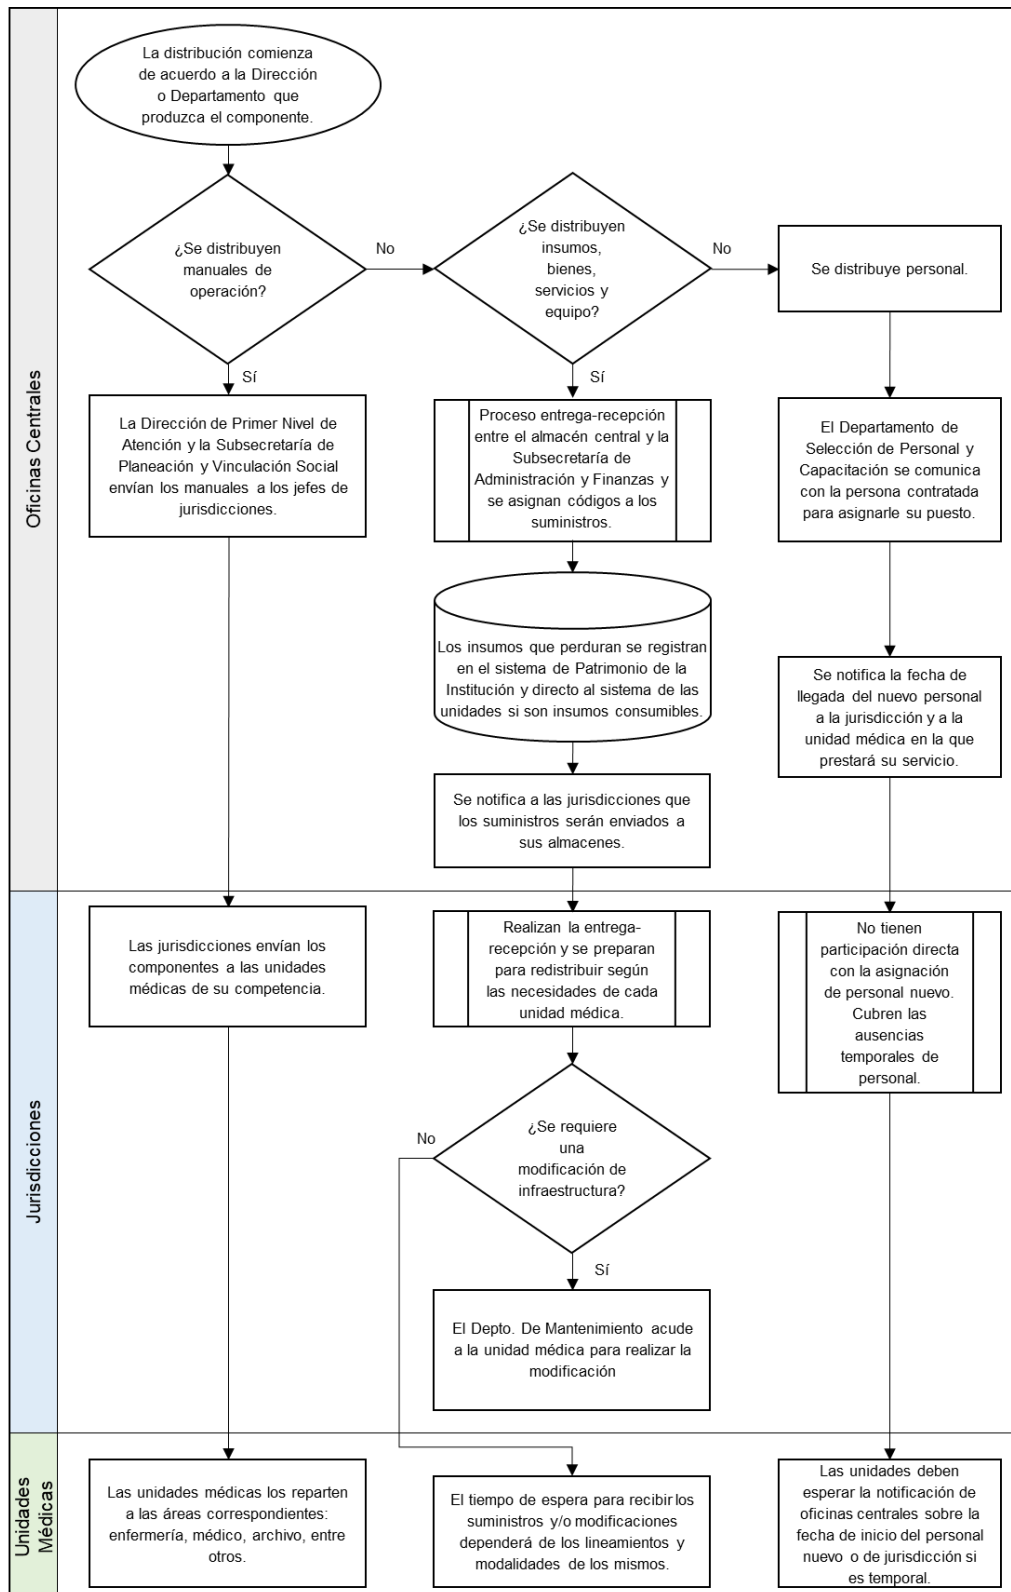 Oficinas Centrales
La distribución comienza
de acuerdo a la Dirección
o Departamento que
produzca el componente.
¿Se distribuyen
manuales de
operación?
No
¿Se distribuyen
insumos,
bienes,
servicios y
equipo?
No
Se distribuye personal.
Sí
Sí
La Dirección de Primer Nivel de
Atención y la Subsecretaría de
Planeación y Vinculación Social
envían los manuales a los jefes de
jurisdicciones.
Proceso entrega-recepción
entre el almacén central y la
Subsecretaría de
Administración y Finanzas y
se asignan códigos a los
suministros.
El Departamento de
Selección de Personal y
Capacitación se comunica
con la persona contratada
para asignarle su puesto.
Los insumos que perduran se registran
en el sistema de Patrimonio de la
Institución y directo al sistema de las
unidades si son insumos consumibles.
Se notifica la fecha de
llegada del nuevo personal
a la jurisdicción y a la
unidad médica en la que
prestará su servicio.
Se notifica a las jurisdicciones que
los suministros serán enviados a
sus almacenes.
Jurisdicciones
Las jurisdicciones envían los
componentes a las unidades
médicas de su competencia.
Realizan la entrega-
recepción y se preparan
para redistribuir según
las necesidades de cada
unidad médica.
No tienen
participación directa
con la asignación
de personal nuevo.
Cubren las
ausencias
temporales de
personal.
¿Se requiere
una
modificación de
infraestructura?
No
Sí
El Depto. De Mantenimiento acude
a la unidad médica para realizar la
modificación
Unidades
Médicas
Las unidades médicas los reparten
a las áreas correspondientes:
enfermería, médico, archivo, entre
otros.
El tiempo de espera para recibir los
suministros y/o modificaciones
dependerá de los lineamientos y
modalidades de los mismos.
Las unidades deben
esperar la notificación de
oficinas centrales sobre la
fecha de inicio del personal
nuevo o de jurisdicción si
es temporal.